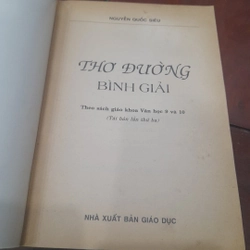 NGUYỄN QUỐC SIÊU
THƠ ĐƯỜNG
BÌNH GIẢI
Theo sách giáo khoa Văn học 9 và 10
(Tái bản lần thứ ba)
NHÀ XUẤT BẢN GIÁO DỤC